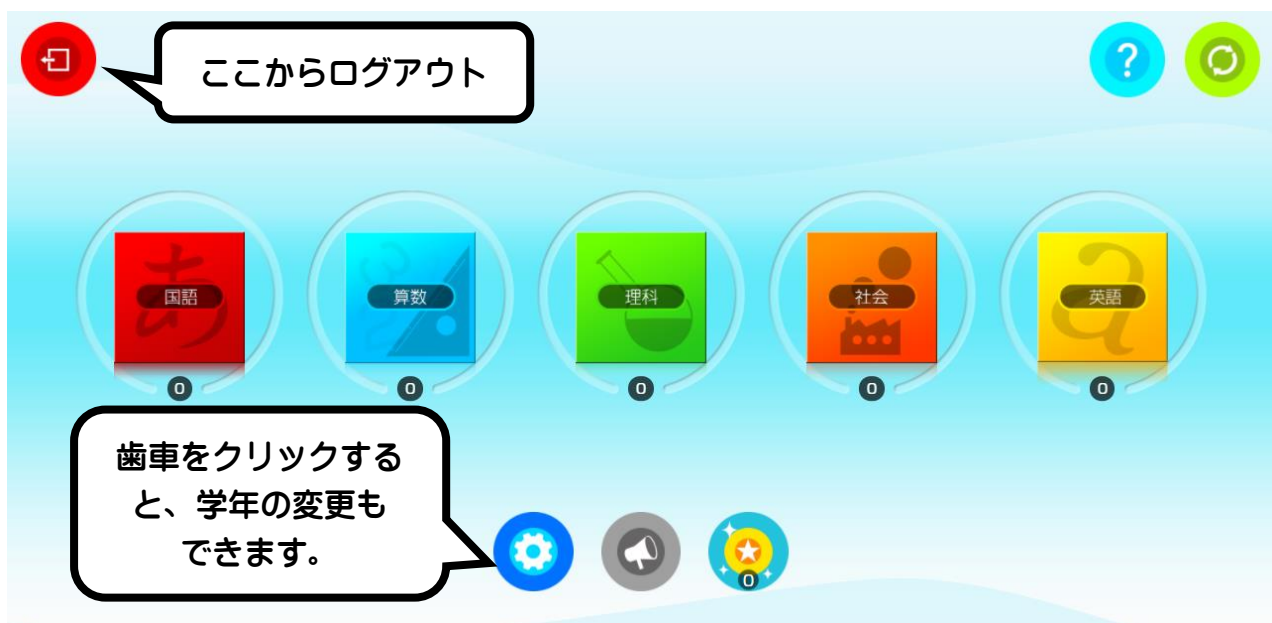 ここからログアウト
?
国語
算数
理科
社会
英語
0
0
0
0
0
歯車をクリックする
と、学年の変更も
できます。
0